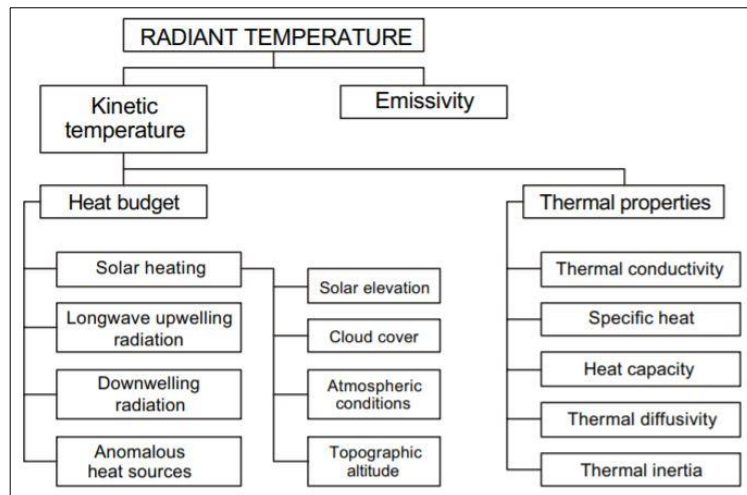 RADIANT TEMPERATURE
Kinetic
temperature
Emissivity
Heat budget
Thermal properties
Solar heating
Longwave upwelling
radiation
Downwelling
radiation
Anomalous
heat sources
Solar elevation
Cloud cover
Atmospheric
conditions
Topographic
altitude
Thermal conductivity
Specific heat
Heat capacity
Thermal diffusivity
Thermal inertia